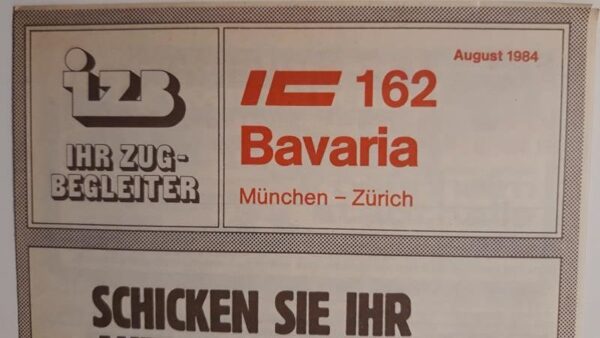 izb
IHR ZUG-
BEGLEITER
August 1984
IC 162
Bavaria
München – Zürich
SCHICKEN SIE IHR